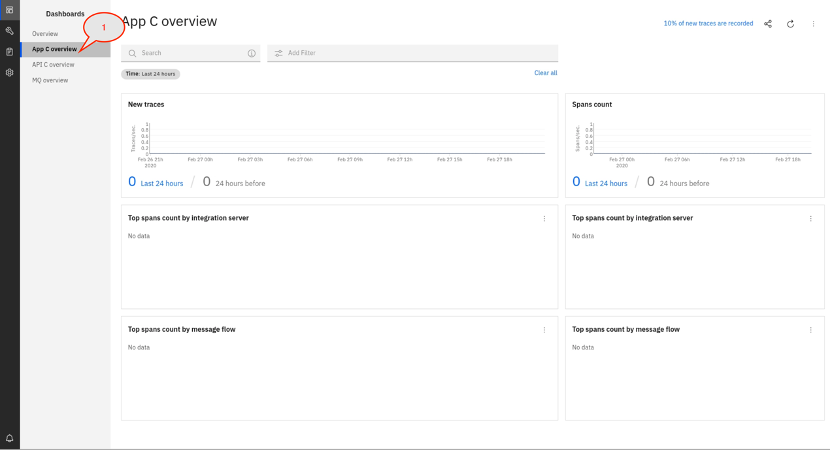 Dashboards
Overview
App C overview
API C overview
MQ overview
1
App C overview
10% of new traces are recorded
Search
Add Filter
Time: Last 24 hours
Clear all
New traces
Traces/sec.
1
0.8
0.6
0.4
0.2
0
Feb 26 21h
2020
Feb 27 00h
Feb 27 03h
Feb 27 06h
Feb 27 09h
Feb 27 12h
Feb 27 15h
Feb 27 18h
0 Last 24 hours / 0 24 hours before
Spans count
Spans/sec.
1
0.8
0.6
0.4
0.2
0
Feb 27 00h
2020
Feb 27 06h
Feb 27 12h
Feb 27 18h
0 Last 24 hours / 0 24 hours before
Top spans count by integration server
No data
Top spans count by integration server
No data
Top spans count by message flow
No data
Top spans count by message flow
No data